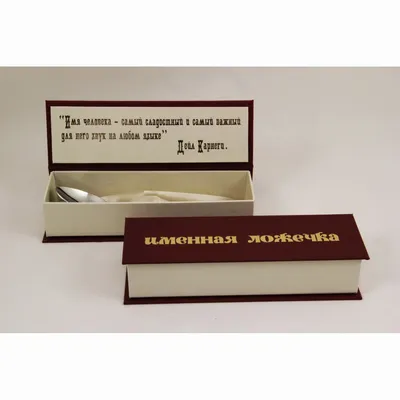 "Имя человека - самый сладостный и самый важный
для него звук на любом языке"
Дейл Карнеги.
именная ложечка